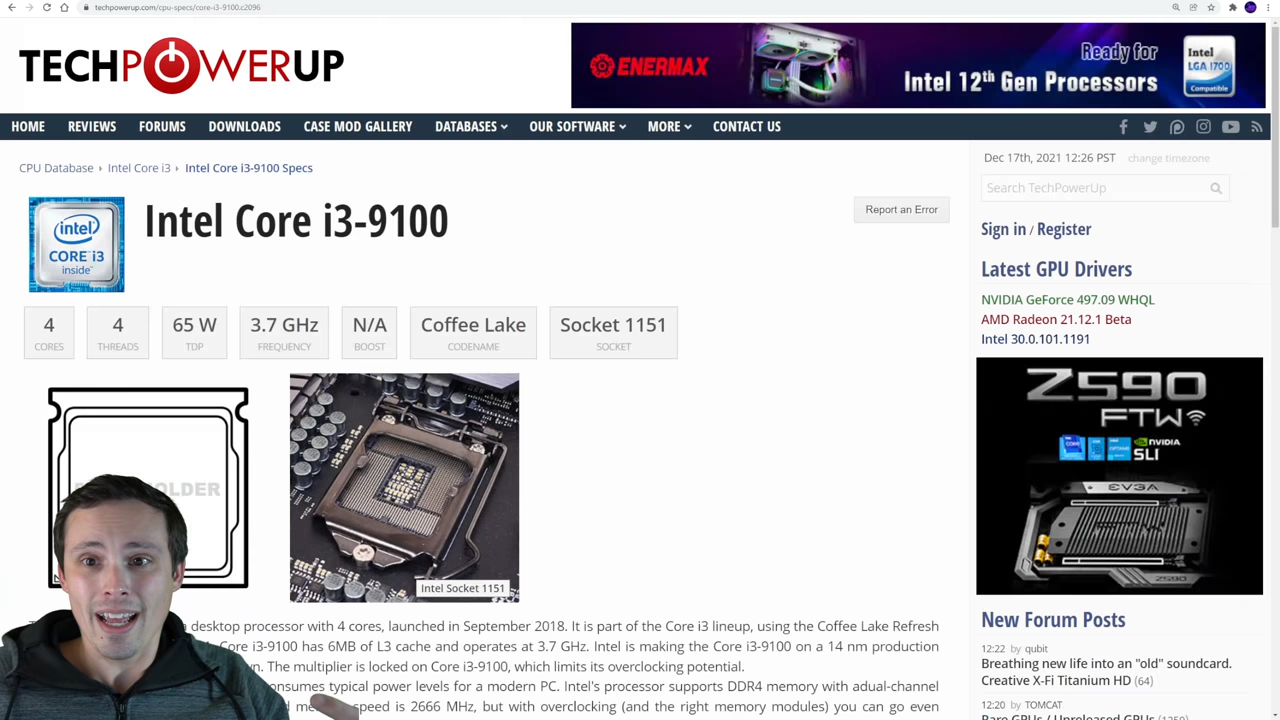 techpowerup.com/cpu-specs/core-i3-9100.c2096
TECHPOWERUP
ENERMAX
Ready for
Intel 12th Gen Processors
Intel
LGA 1700
Compatible
HOME REVIEWS FORUMS DOWNLOADS CASE MOD GALLERY DATABASES OUR SOFTWARE MORE CONTACT US
CPU Database › Intel Core i3 › Intel Core i3-9100 Specs
Dec 17th, 2021 12:26 PST change timezone
Search TechPowerUp
intel
CORE i3
inside™
Intel Core i3-9100
Report an Error
Sign in / Register
Latest GPU Drivers
NVIDIA GeForce 497.09 WHQL
AMD Radeon 21.12.1 Beta
Intel 30.0.101.1191
4
CORES
4
THREADS
65 W
TDP
3.7 GHz
FREQUENCY
N/A
BOOST
Coffee Lake
CODENAME
Socket 1151
SOCKET
Z590
FTW
NVIDIA
SLI
EVGA
Z590
OLDER
Intel Socket 1151
a desktop processor with 4 cores, launched in September 2018. It is part of the Core i3 lineup, using the Coffee Lake Refresh
Core i3-9100 has 6MB of L3 cache and operates at 3.7 GHz. Intel is making the Core i3-9100 on a 14 nm production
The multiplier is locked on Core i3-9100, which limits its overclocking potential.
typical power levels for a modern PC. Intel's processor supports DDR4 memory with adual-channel
speed is 2666 MHz, but with overclocking (and the right memory modules) you can go even
New Forum Posts
12:22 by qubit
Breathing new life into an "old" soundcard.
Creative X-Fi Titanium HD (64)
12:20 by TOMCAT